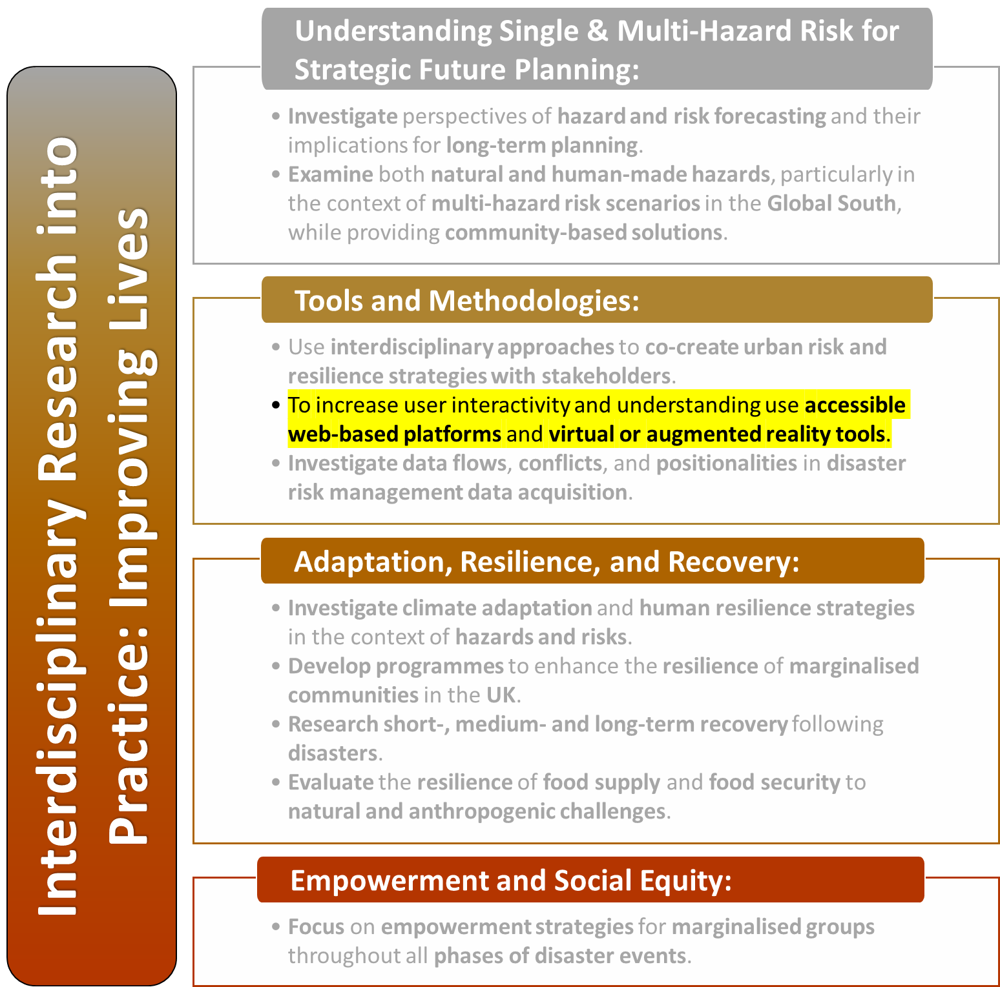 Interdisciplinary Research into
Practice: Improving Lives
Understanding Single & Multi-Hazard Risk for
Strategic Future Planning:
• Investigate perspectives of hazard and risk forecasting and their
implications for long-term planning.
• Examine both natural and human-made hazards, particularly in
the context of multi-hazard risk scenarios in the Global South,
while providing community-based solutions.
Tools and Methodologies:
• Use interdisciplinary approaches to co-create urban risk and
resilience strategies with stakeholders.
• To increase user interactivity and understanding use accessible
web-based platforms and virtual or augmented reality tools.
• Investigate data flows, conflicts, and positionalities in disaster
risk management data acquisition.
Adaptation, Resilience, and Recovery:
• Investigate climate adaptation and human resilience strategies
in the context of hazards and risks.
• Develop programmes to enhance the resilience of marginalised
communities in the UK.
• Research short-, medium- and long-term recovery following
disasters.
• Evaluate the resilience of food supply and food security to
natural and anthropogenic challenges.
Empowerment and Social Equity:
• Focus on empowerment strategies for marginalised groups
throughout all phases of disaster events.